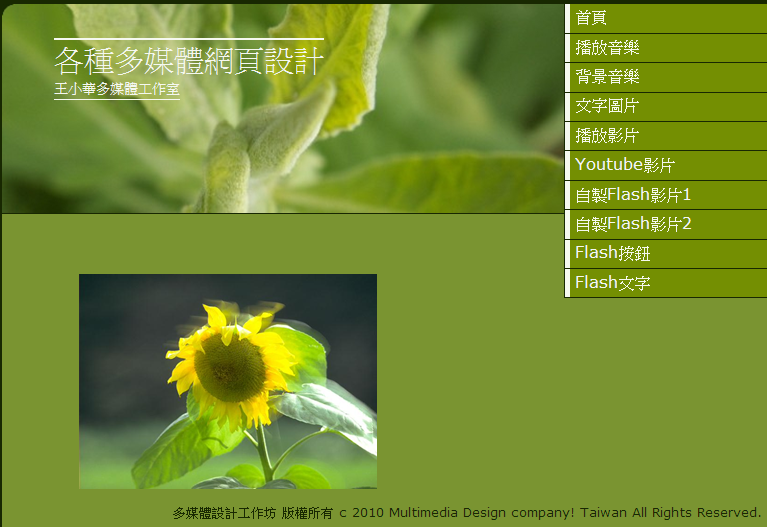 各種多媒體網頁設計
王小華多媒體工作室
首頁
播放音樂
背景音樂
文字圖片
播放影片
Youtube影片
自製Flash影片1
自製Flash影片2
Flash按鈕
Flash文字
多媒體設計工作坊 版權所有 c 2010 Multimedia Design company! Taiwan All Rights Reserved.